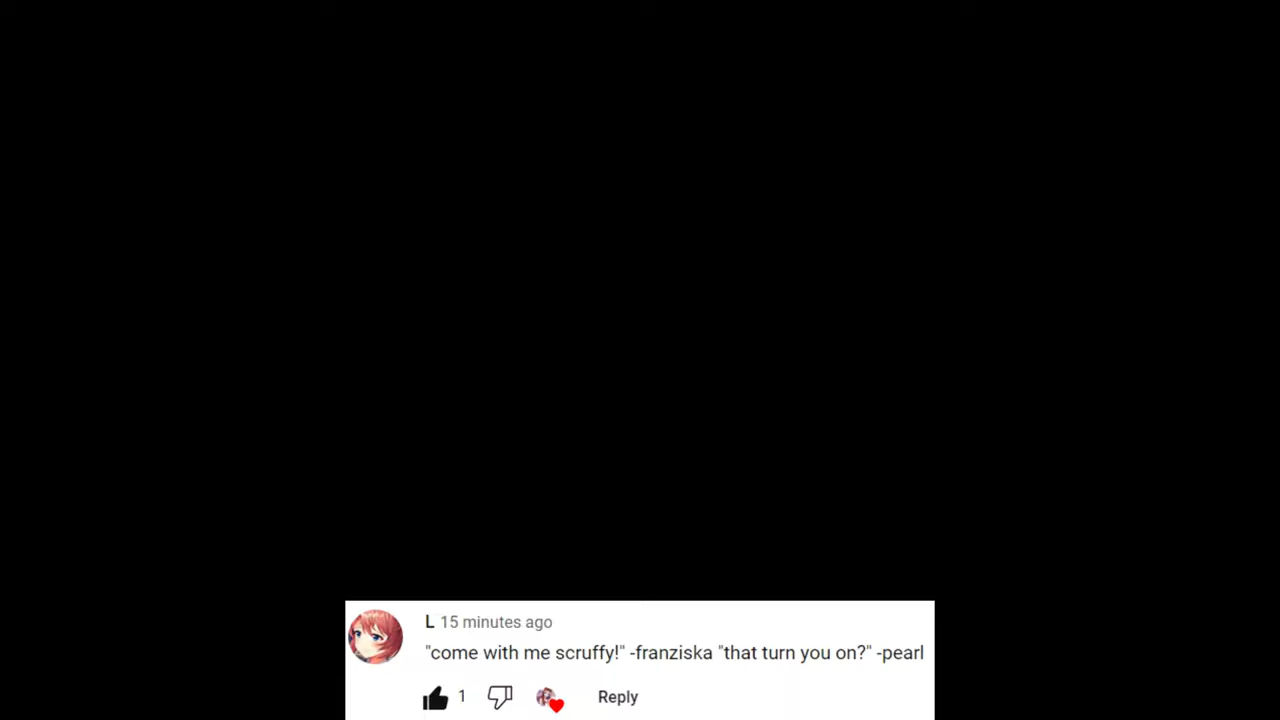 L 15 minutes ago
"come with me scruffy!" -franziska "that turn you on?" -pearl
1 Reply